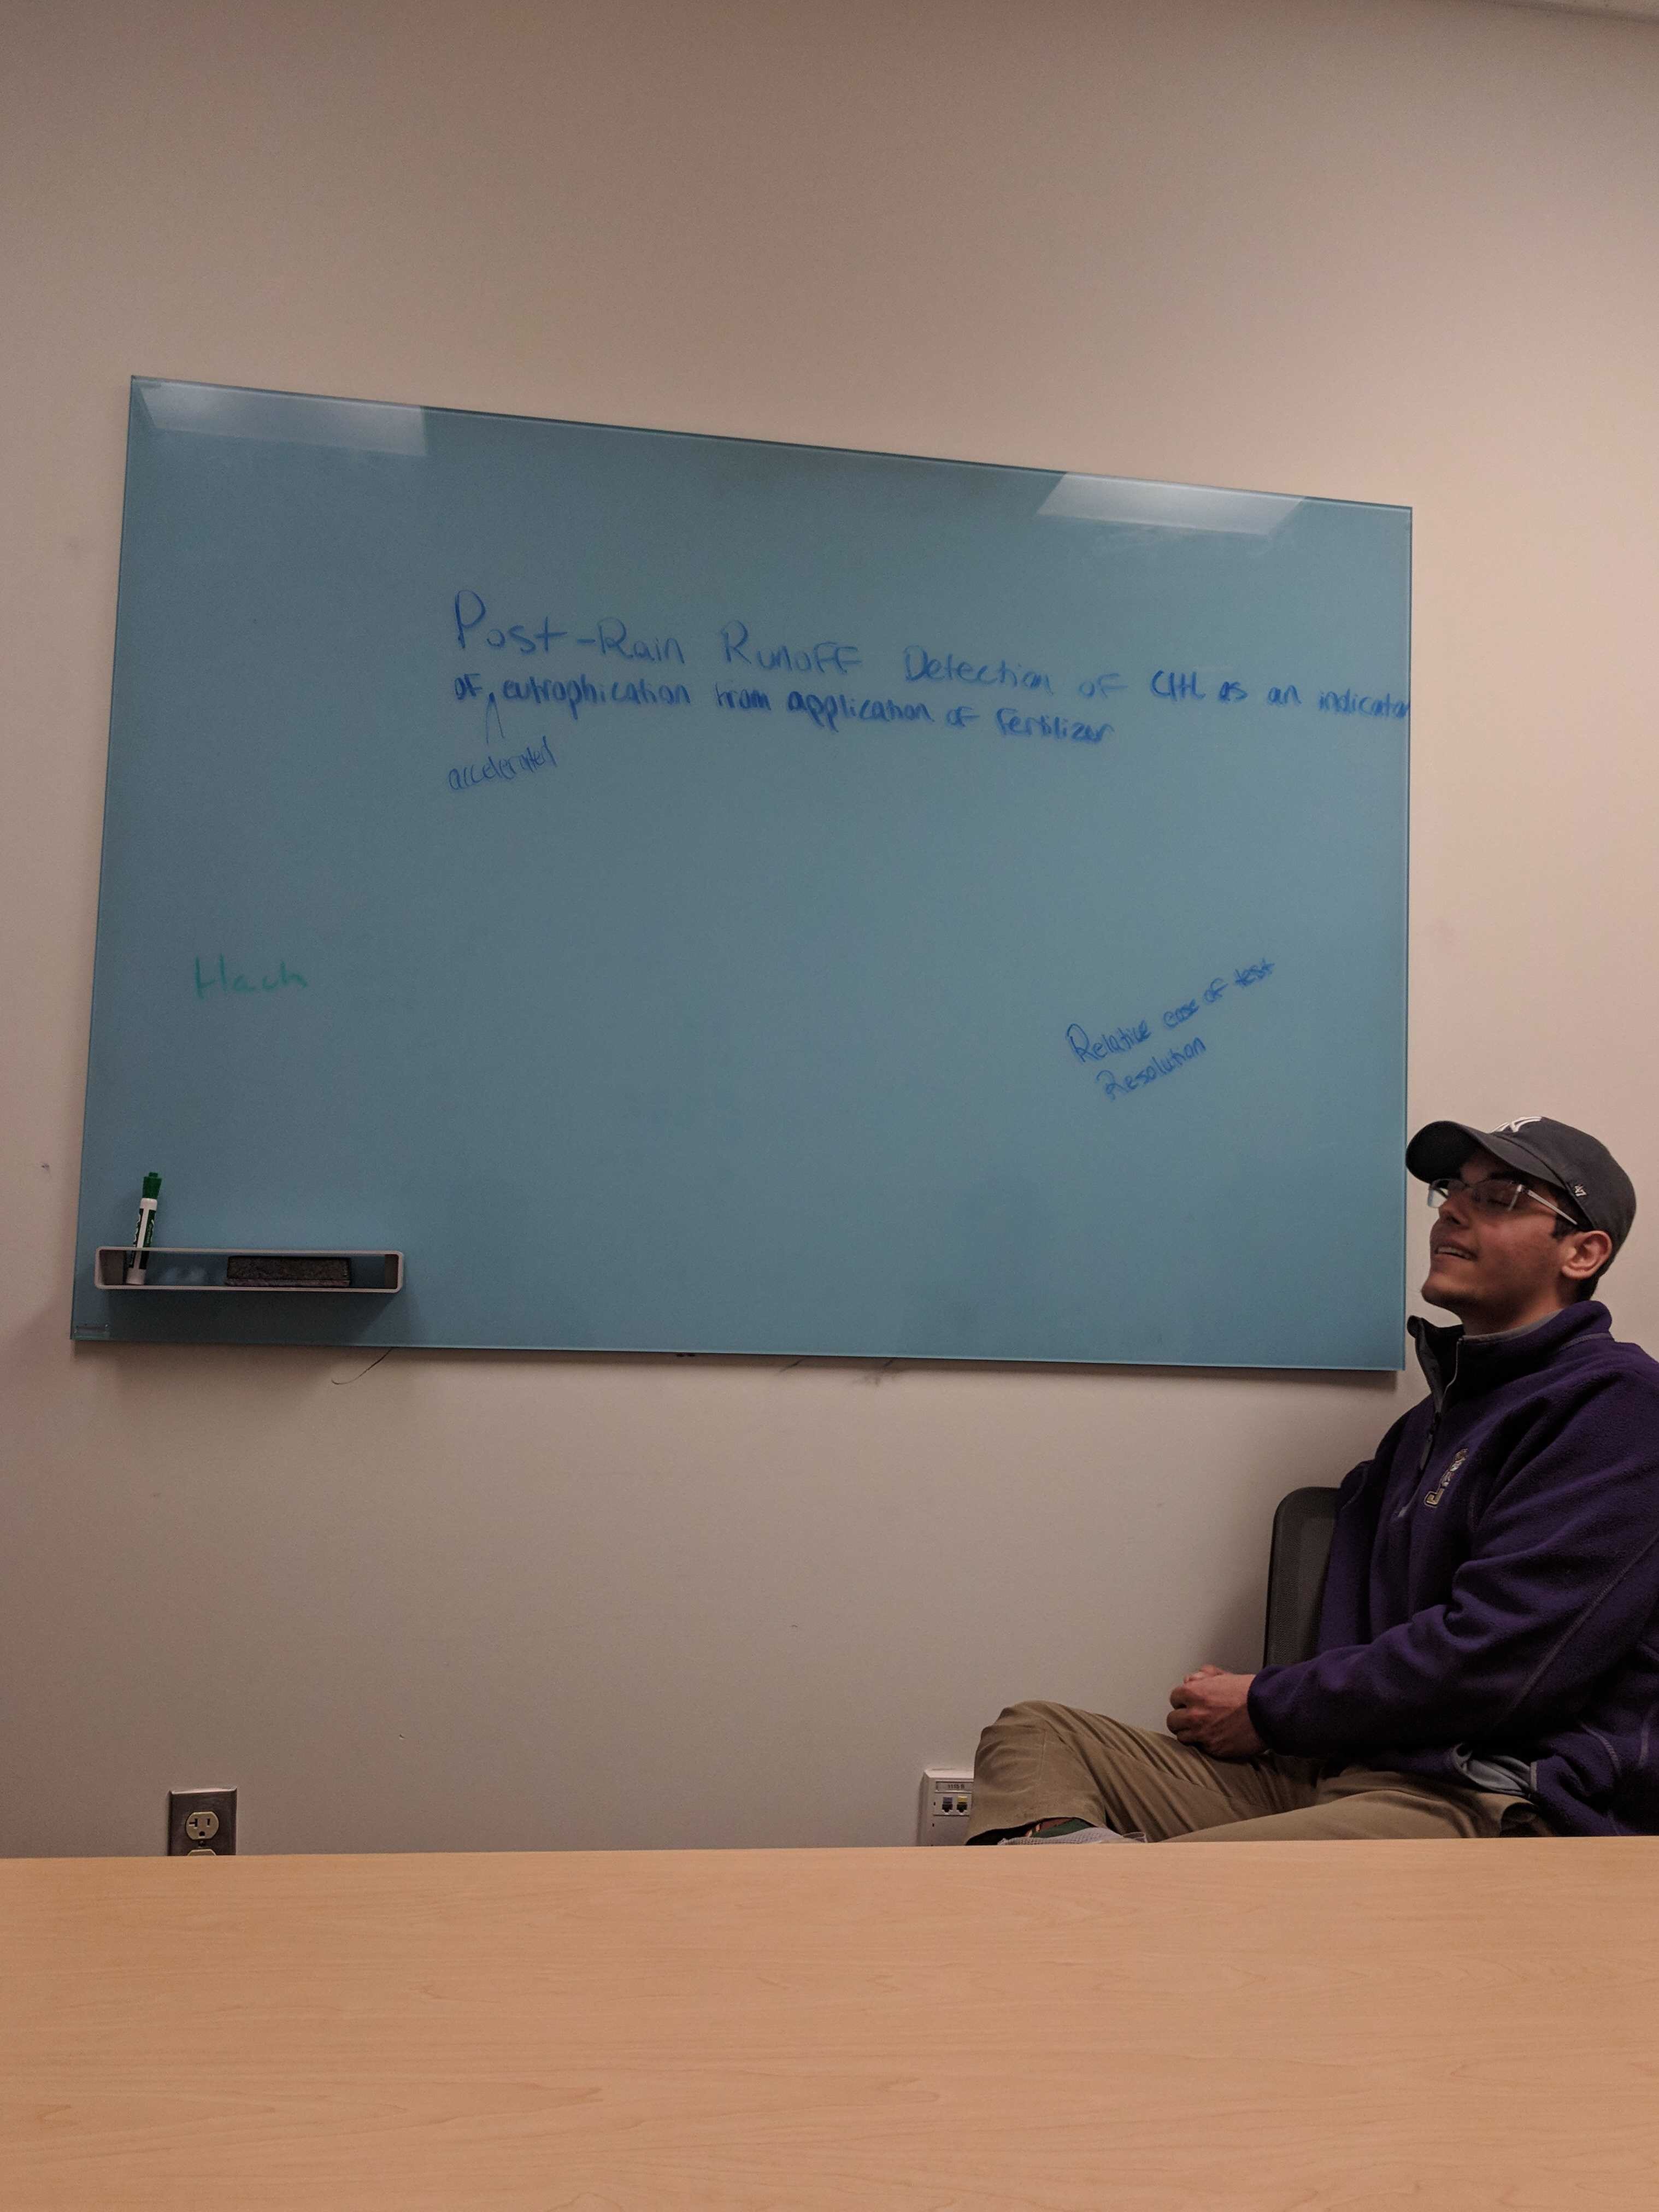 Post-Rain Runoff Detection of CHL as an indicator
of eutrophication from application of fertilizer
accelerated
Hach
Relative ease of test
Resolution